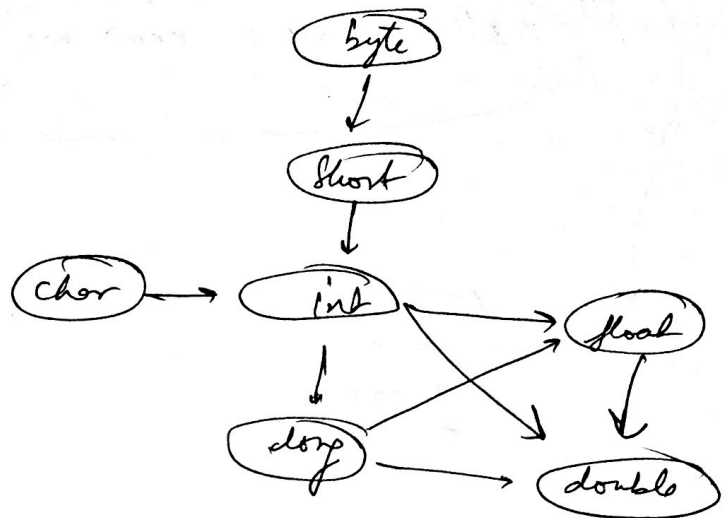 byte
short
char
int
float
long
double